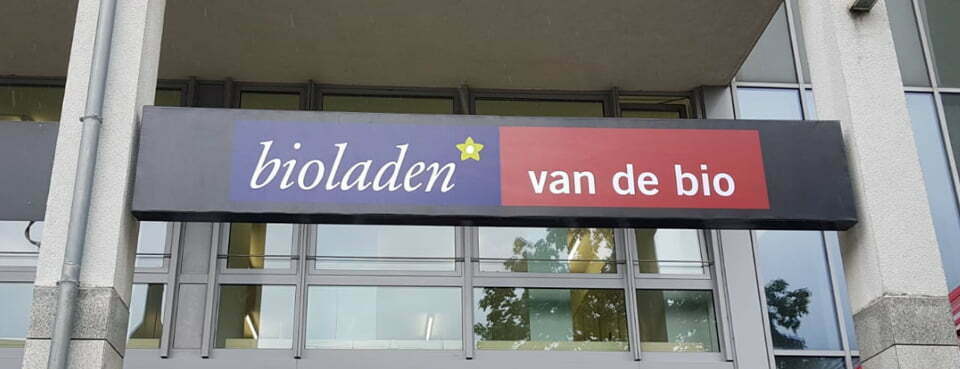 bioladen van de bio